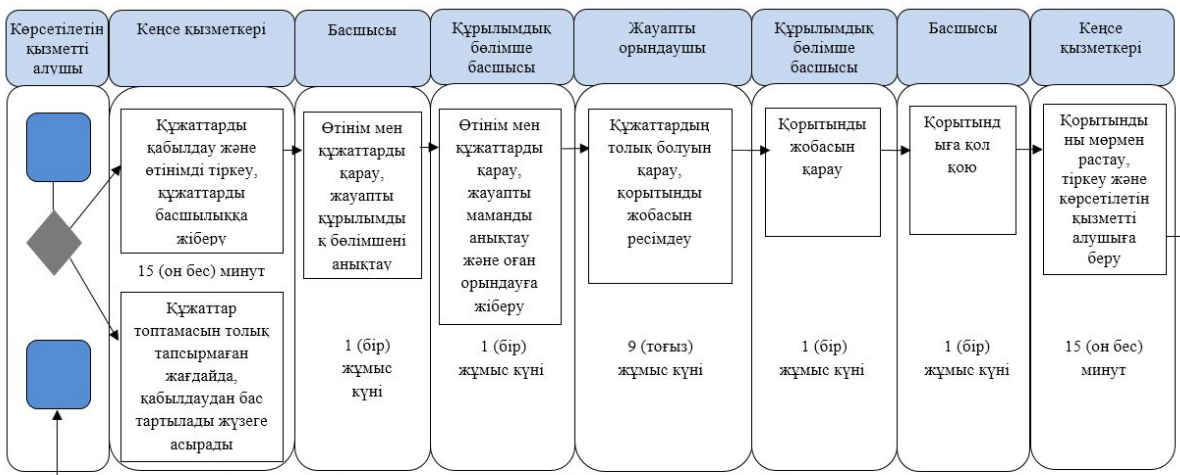 Көрсетілетін
қызметті
алушы
Кеңсе қызметкері
Басшысы
Құрылымдық
бөлімше
басшысы
Жауапты
орындаушы
Құрылымдық
бөлімше
басшысы
Басшысы
Кеңсе
қызметкері
Құжаттарды
қабылдау және
өтінімді тіркеу,
құжаттарды
басшылыққа
жіберу
15 (он бес) минут
Құжаттар
топтамасын толық
тапсырмаған
жағдайда,
қабылдаудан бас
тартылады жүзеге
асырады
Өтінім мен
құжаттарды
қарау,
жауапты
құрылымды
қ бөлімшені
анықтау
1 (бір)
жұмыс
күні
Өтінім мен
құжаттарды
қарау,
жауапты
маманды
анықтау
және оған
орындауға
жіберу
1 (бір)
жұмыс күні
Құжаттардың
толық болуын
қарау,
қорытынды
жобасын
ресімдеу
9 (тоғыз)
жұмыс күні
Қорытынды
жобасын
қарау
1 (бір)
жұмыс күні
Қорытынд
ыға қол
қою
1 (бір)
жұмыс күні
Қорытынды
ны мөрмен
растау,
тіркеу және
көрсетілетін
қызметті
алушыға
беру
15 (он бес)
минут